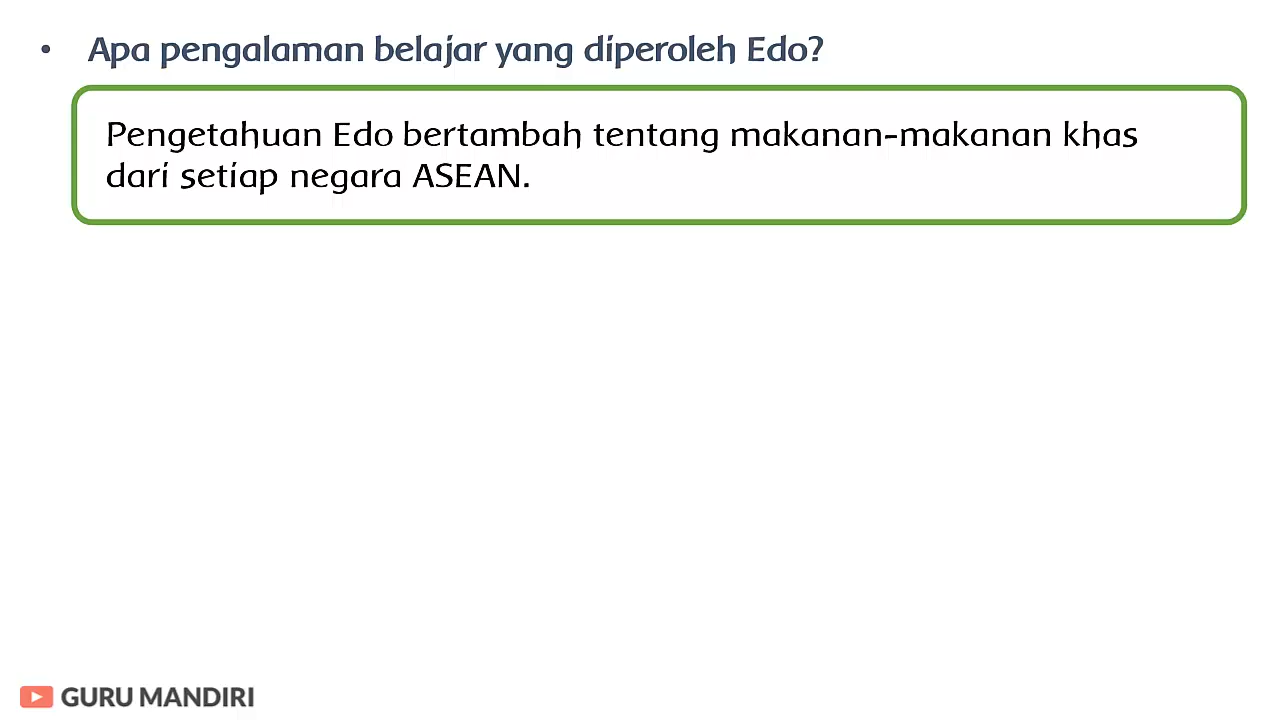 • Apa pengalaman belajar yang diperoleh Edo?
Pengetahuan Edo bertambah tentang makanan-makanan khas
dari setiap negara ASEAN.
GURU MANDIRI